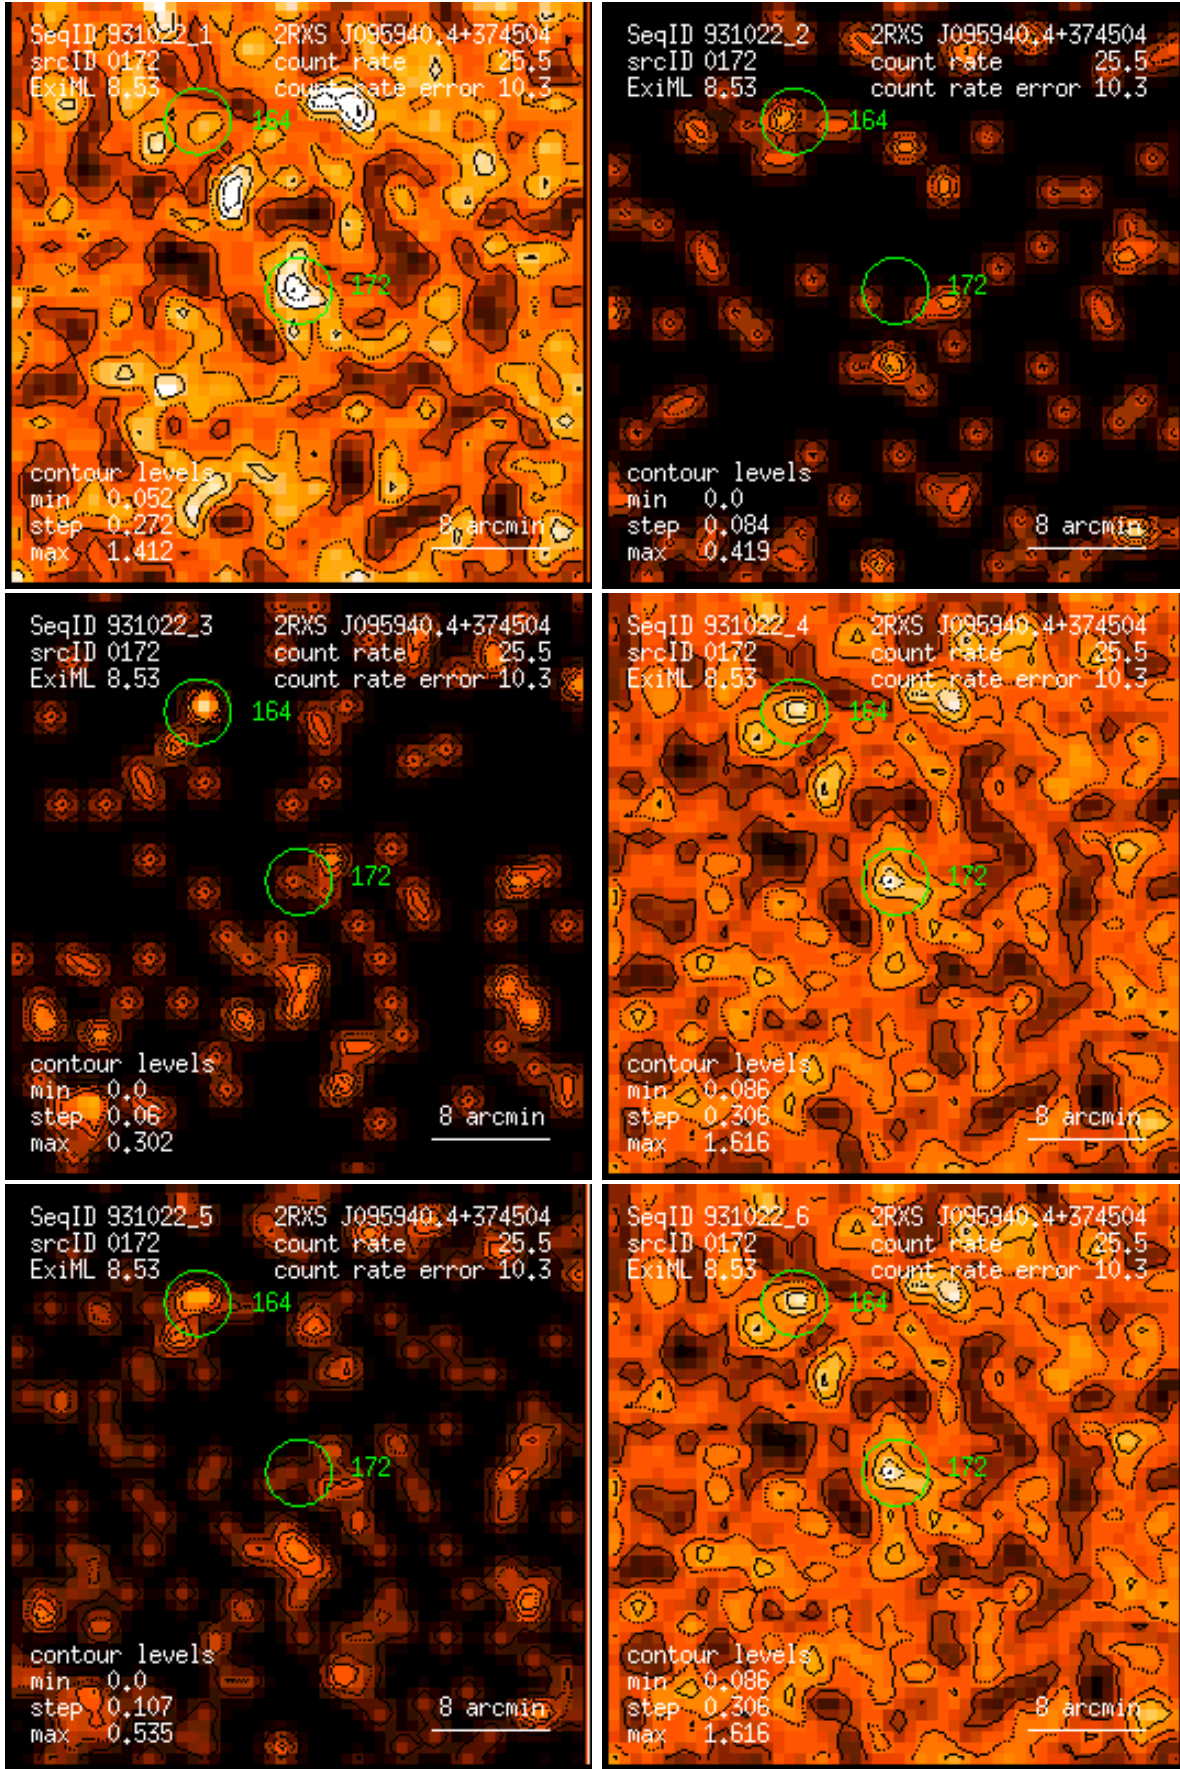 SeqID 931022_1 2RXS J095940.4+374504
srcID 0172 count rate 25.5
ExiML 8.53 count rate error 10.3
164
172
contour levels
min 0.052
step 0.272 8 arcmin
max 1.412
SeqID 931022_2 2RXS J095940.4+374504
srcID 0172 count rate 25.5
ExiML 8.53 count rate error 10.3
164
172
contour levels
min 0.0
step 0.084 8 arcmin
max 0.419
SeqID 931022_3 2RXS J095940.4+374504
srcID 0172 count rate 25.5
ExiML 8.53 count rate error 10.3
164
172
contour levels
min 0.0
step 0.06 8 arcmin
max 0.302
SeqID 931022_4 2RXS J095940.4+374504
srcID 0172 count rate 25.5
ExiML 8.53 count rate error 10.3
164
172
contour levels
min 0.086
step 0.306 8 arcmin
max 1.616
SeqID 931022_5 2RXS J095940.4+374504
srcID 0172 count rate 25.5
ExiML 8.53 count rate error 10.3
164
172
contour levels
min 0.0
step 0.107 8 arcmin
max 0.535
SeqID 931022_6 2RXS J095940.4+374504
srcID 0172 count rate 25.5
ExiML 8.53 count rate error 10.3
164
172
contour levels
min 0.086
step 0.306 8 arcmin
max 1.616